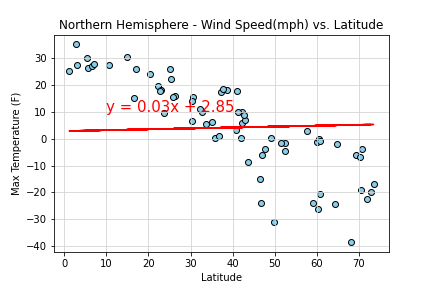 Northern Hemisphere - Wind Speed(mph) vs. Latitude
Max Temperature (F)
30
20
10
0
−10
−20
−30
−40
y = 0.03x + 2.85
0 10 20 30 40 50 60 70
Latitude